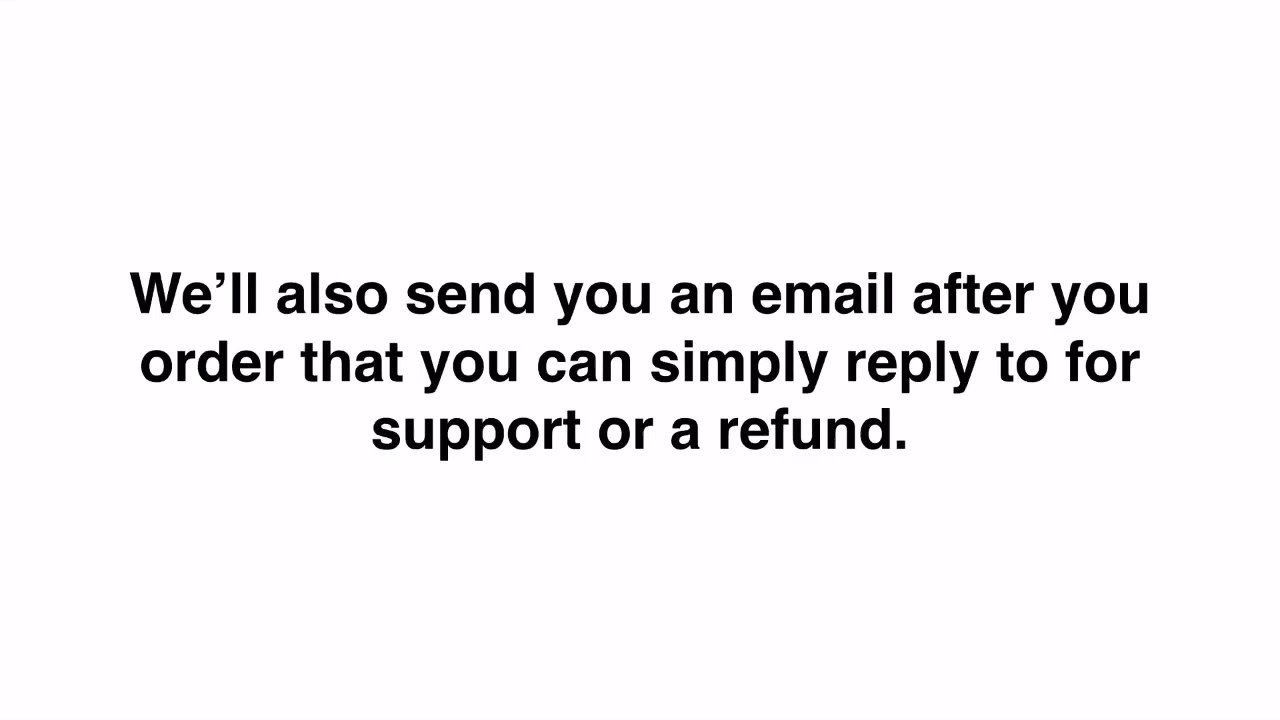 We’ll also send you an email after you
order that you can simply reply to for
support or a refund.